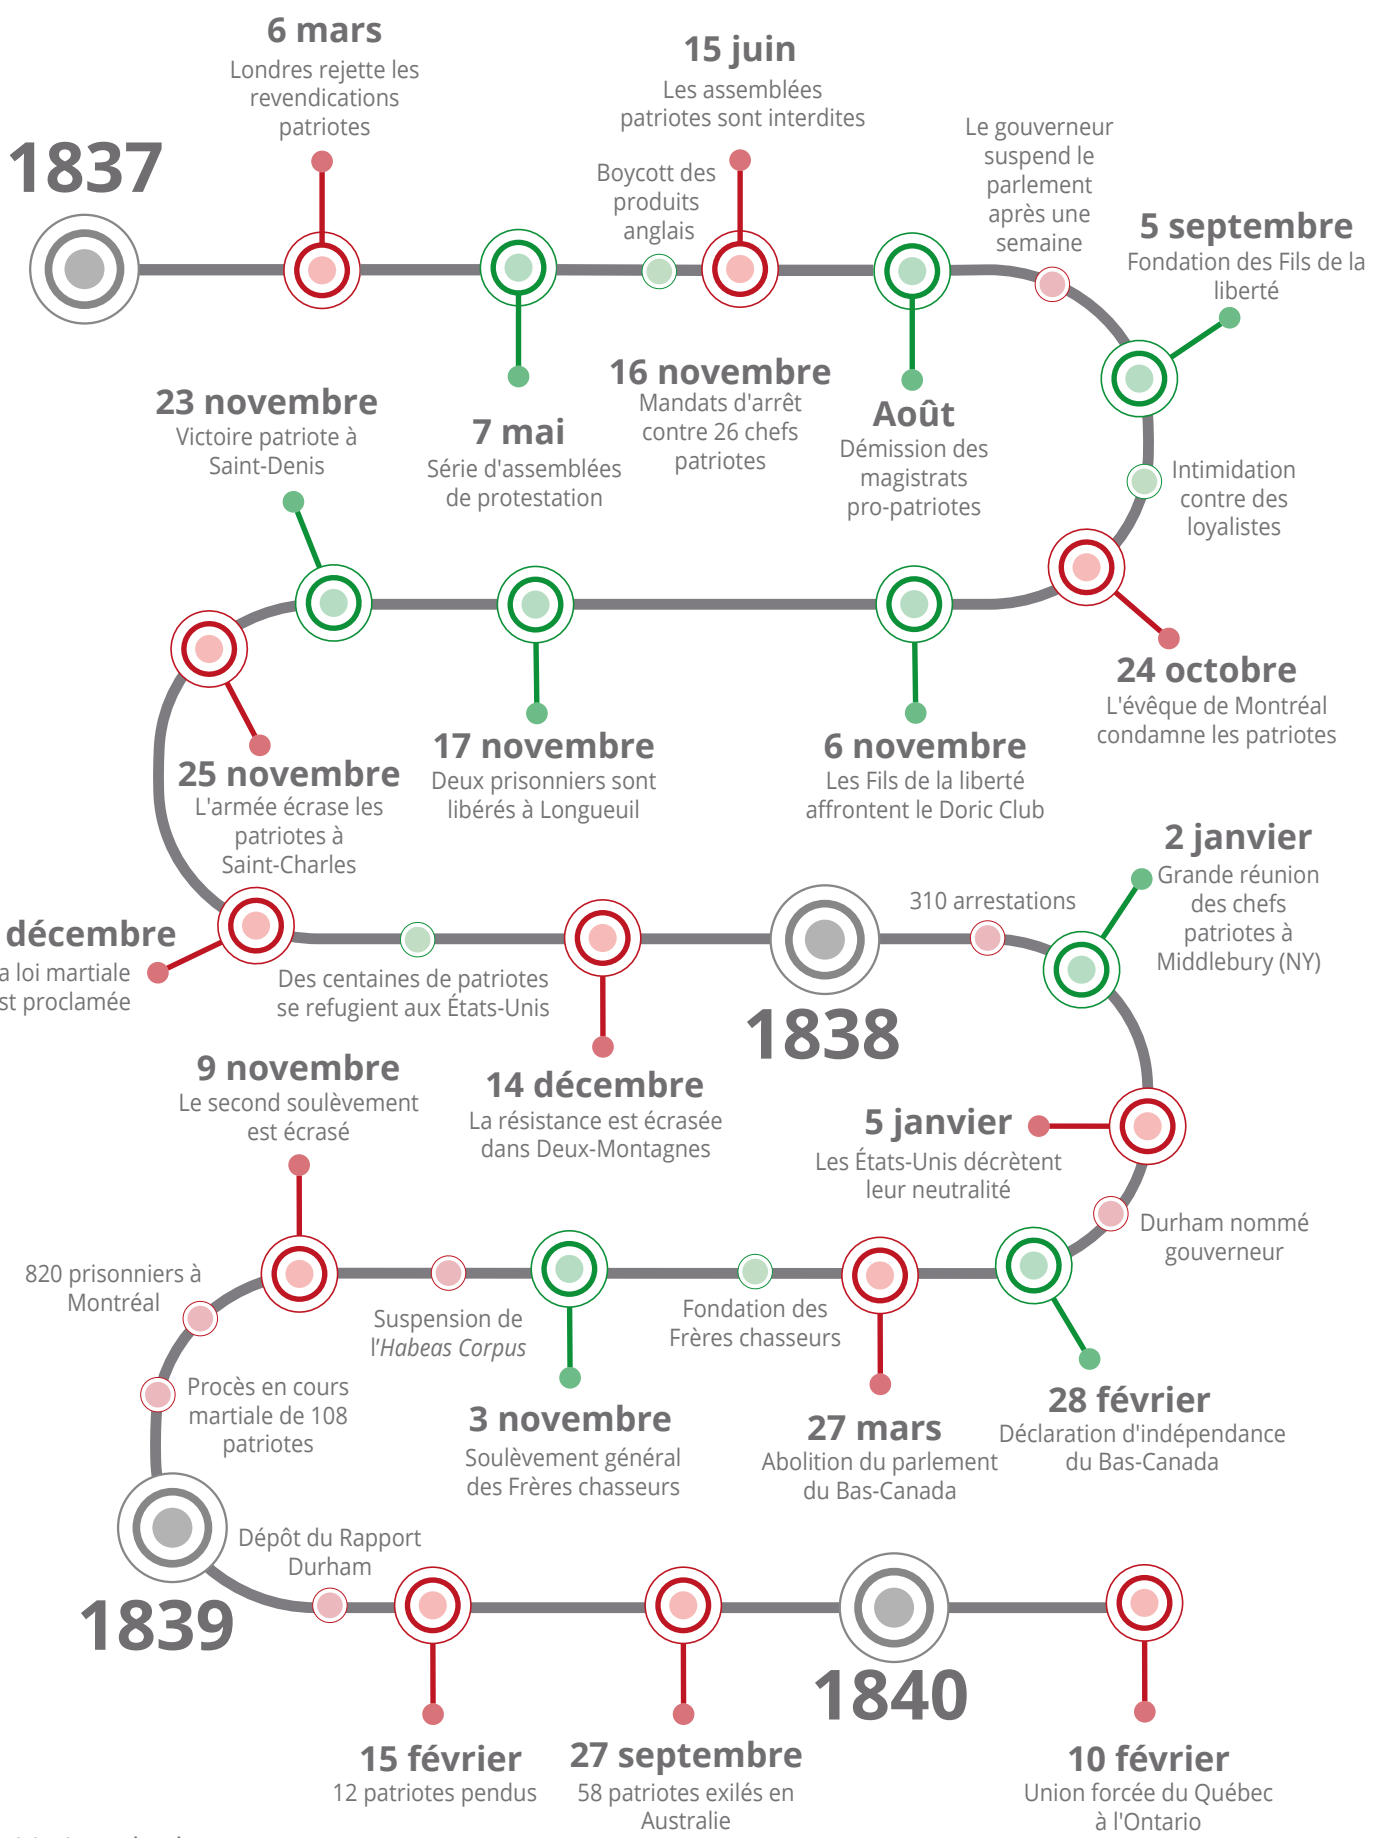 1837
6 mars
Londres rejette les
revendications
patriotes
7 mai
Série d'assemblées
de protestation
Boycott des
produits
anglais
15 juin
Les assemblées
patriotes sont interdites
Août
Démission des
magistrats
pro-patriotes
Le gouverneur
suspend le
parlement
après une
semaine
5 septembre
Fondation des Fils de la
liberté
Intimidation
contre des
loyalistes
24 octobre
L'évêque de Montréal
condamne les patriotes
6 novembre
Les Fils de la liberté
affrontent le Doric Club
16 novembre
Mandats d'arrêt
contre 26 chefs
patriotes
17 novembre
Deux prisonniers sont
libérés à Longueuil
23 novembre
Victoire patriote à
Saint-Denis
25 novembre
L'armée écrase les
patriotes à
Saint-Charles
décembre
a loi martiale
st proclamée
Des centaines de patriotes
se refugient aux États-Unis
14 décembre
La résistance est écrasée
dans Deux-Montagnes
1838
310 arrestations
2 janvier
Grande réunion
des chefs
patriotes à
Middlebury (NY)
5 janvier
Les États-Unis décrètent
leur neutralité
Durham nommé
gouverneur
28 février
Déclaration d'indépendance
du Bas-Canada
27 mars
Abolition du parlement
du Bas-Canada
Fondation des
Frères chasseurs
3 novembre
Soulèvement général
des Frères chasseurs
Suspension de
l'Habeas Corpus
9 novembre
Le second soulèvement
est écrasé
820 prisonniers à
Montréal
Procès en cours
martiale de 108
patriotes
1839
Dépôt du Rapport
Durham
15 février
12 patriotes pendus
27 septembre
58 patriotes exilés en
Australie
1840
10 février
Union forcée du Québec
à l'Ontario